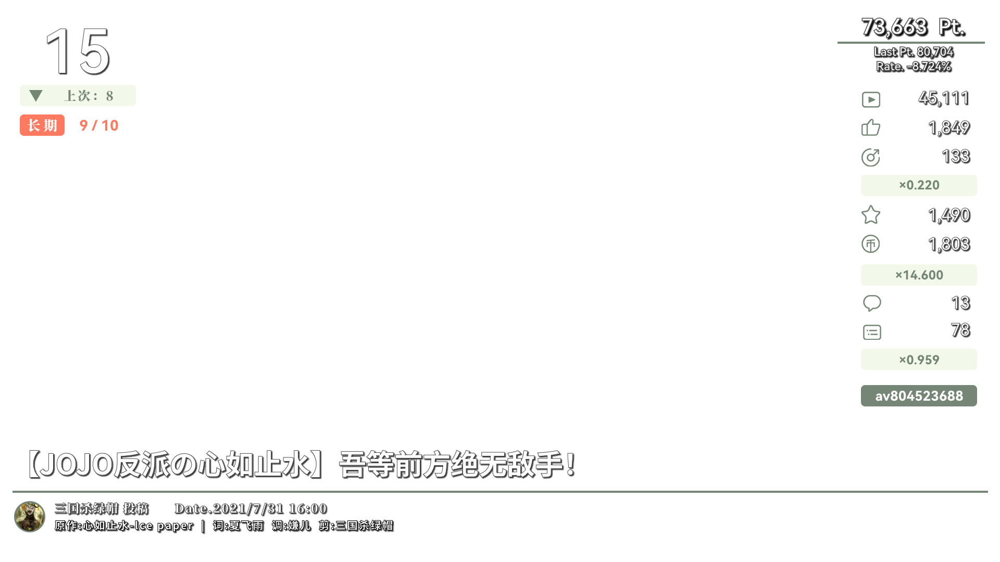 15
▼ 上次: 8
长期 9 / 10
73,663 Pt.
Last Pt. 80,704
Rate. -8.724%
45,111
1,849
133
×0.220
1,490
1,803
×14.600
13
78
×0.959
av804523688
【JOJO反派の心如止水】吾等前方绝无敌手!
三国杀绿帽 投稿 Date.2021/7/31 16:00
原作:心如止水-Ice paper | 词:夏飞雨 调:嫌儿 剪:三国杀绿帽